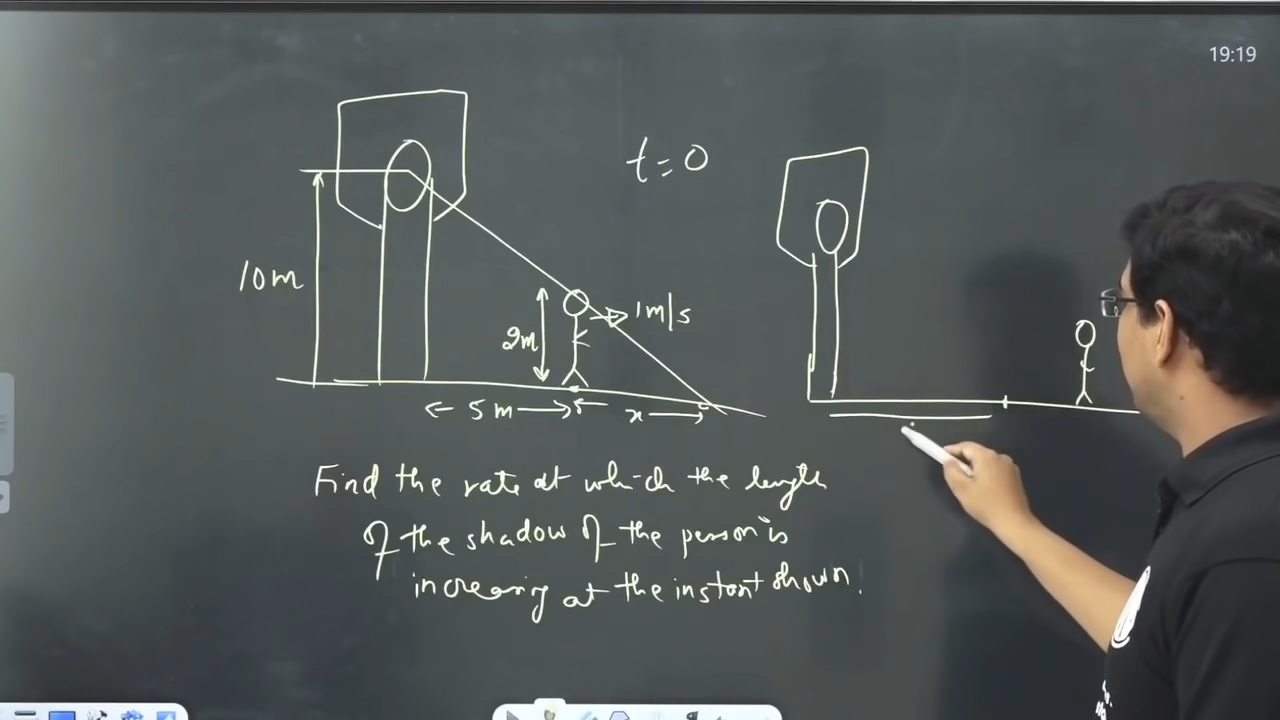 19:19
t=0
10m
2m
1m/s
5m
x
Find the rate at which the length
of the shadow of the person is
increasing at the instant shown.